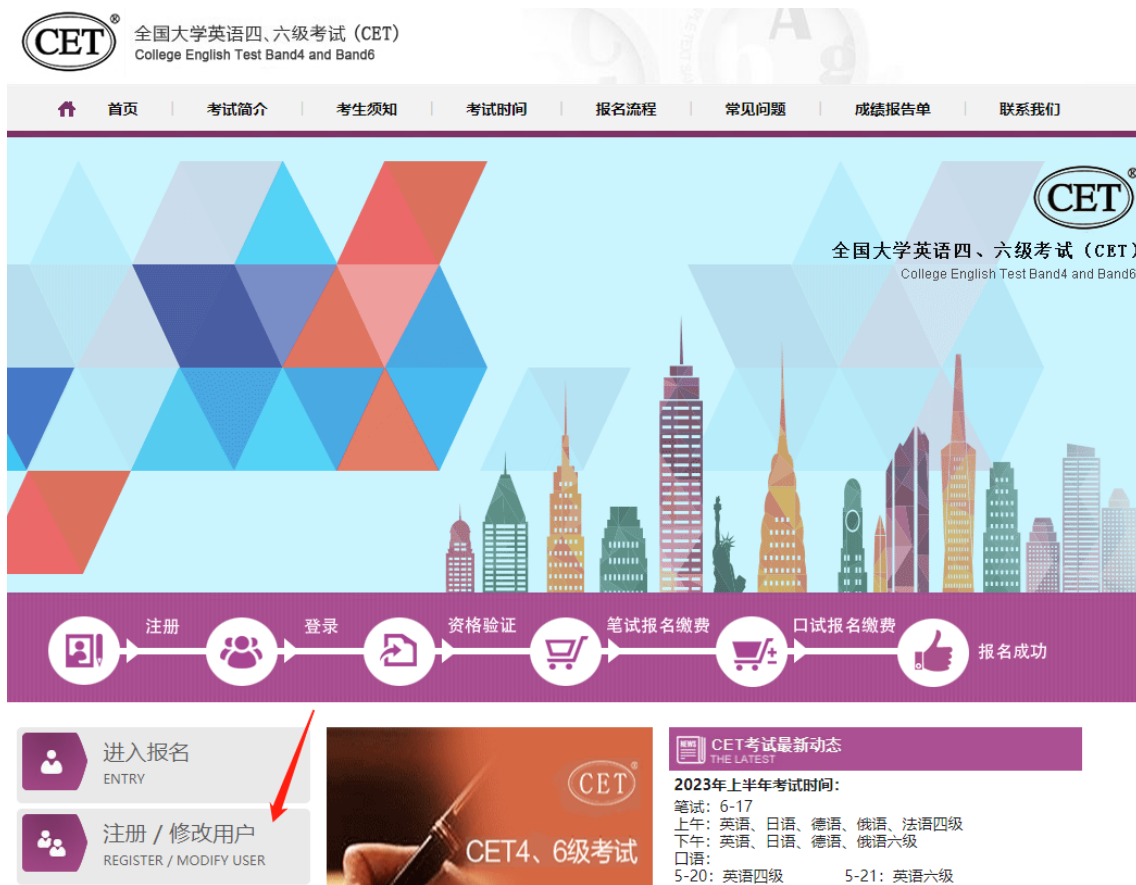 CET®
全国大学英语四、六级考试（CET）
College English Test Band4 and Band6
首页 考试简介 考生须知 考试时间 报名流程 常见问题 成绩报告单 联系我们
CET®
全国大学英语四、六级考试（CET）
College English Test Band4 and Band6
注册 登录 资格验证 笔试报名缴费 口试报名缴费 报名成功
进入报名
ENTRY
注册 / 修改用户
REGISTER / MODIFY USER
CET®
CET4、6级考试
NEWS
CET考试最新动态
THE LATEST
2023年上半年考试时间：
笔试：6-17
上午：英语、日语、德语、俄语、法语四级
下午：英语、日语、德语、俄语六级
口语：
5-20：英语四级 5-21：英语六级